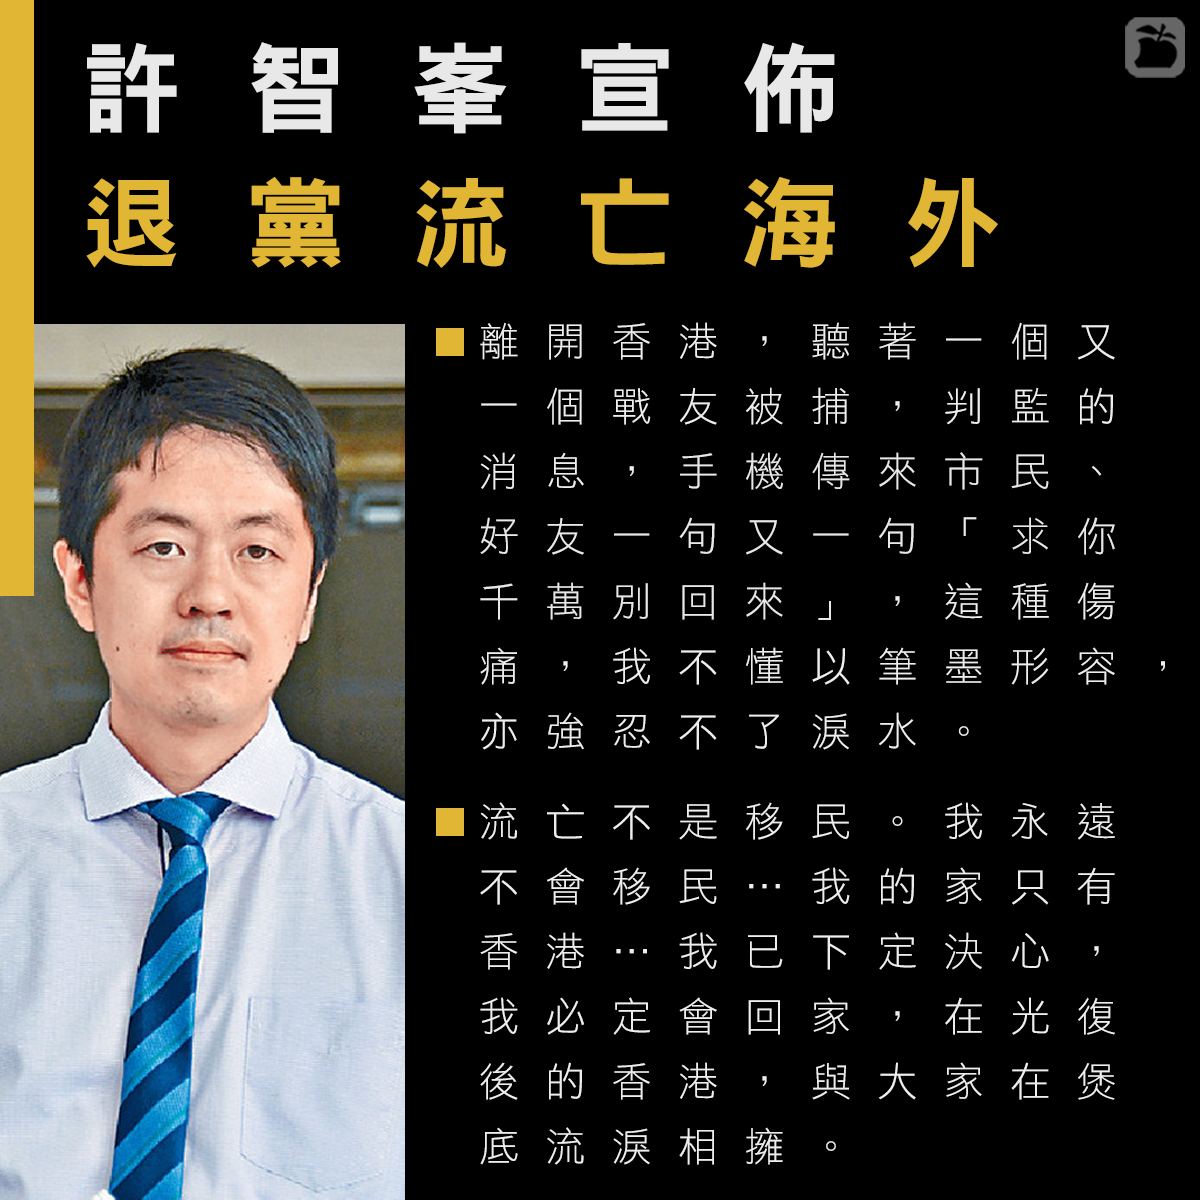 許智峯宣佈
退黨流亡海外
離開香港，聽著一個又
一個戰友被捕，判監的
消息，手機傳來市民、
好友一句又一句「求你
千萬別回來」，這種傷
痛，我不懂以筆墨形容，
亦強忍不了淚水。
流亡不是移民。我永遠
不會移民…我的家只有
香港…我已下定決心，
我必定會回家，在光復
後的香港，與大家在煲
底流淚相擁。